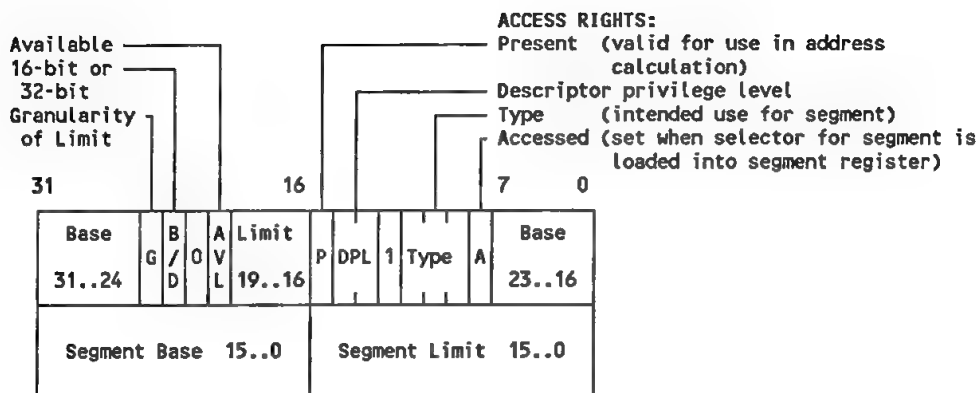 ACCESS RIGHTS:
Available
Present (valid for use in address
calculation)
16-bit or
32-bit
Descriptor privilege level
Granularity
of Limit
Type (intended use for segment)
Accessed (set when selector for segment is
loaded into segment register)
31 16 7 0
Base 31..24
G
B/D
0
AVL
Limit 19..16
P
DPL
1
Type
A
Base 23..16
Segment Base 15..0
Segment Limit 15..0